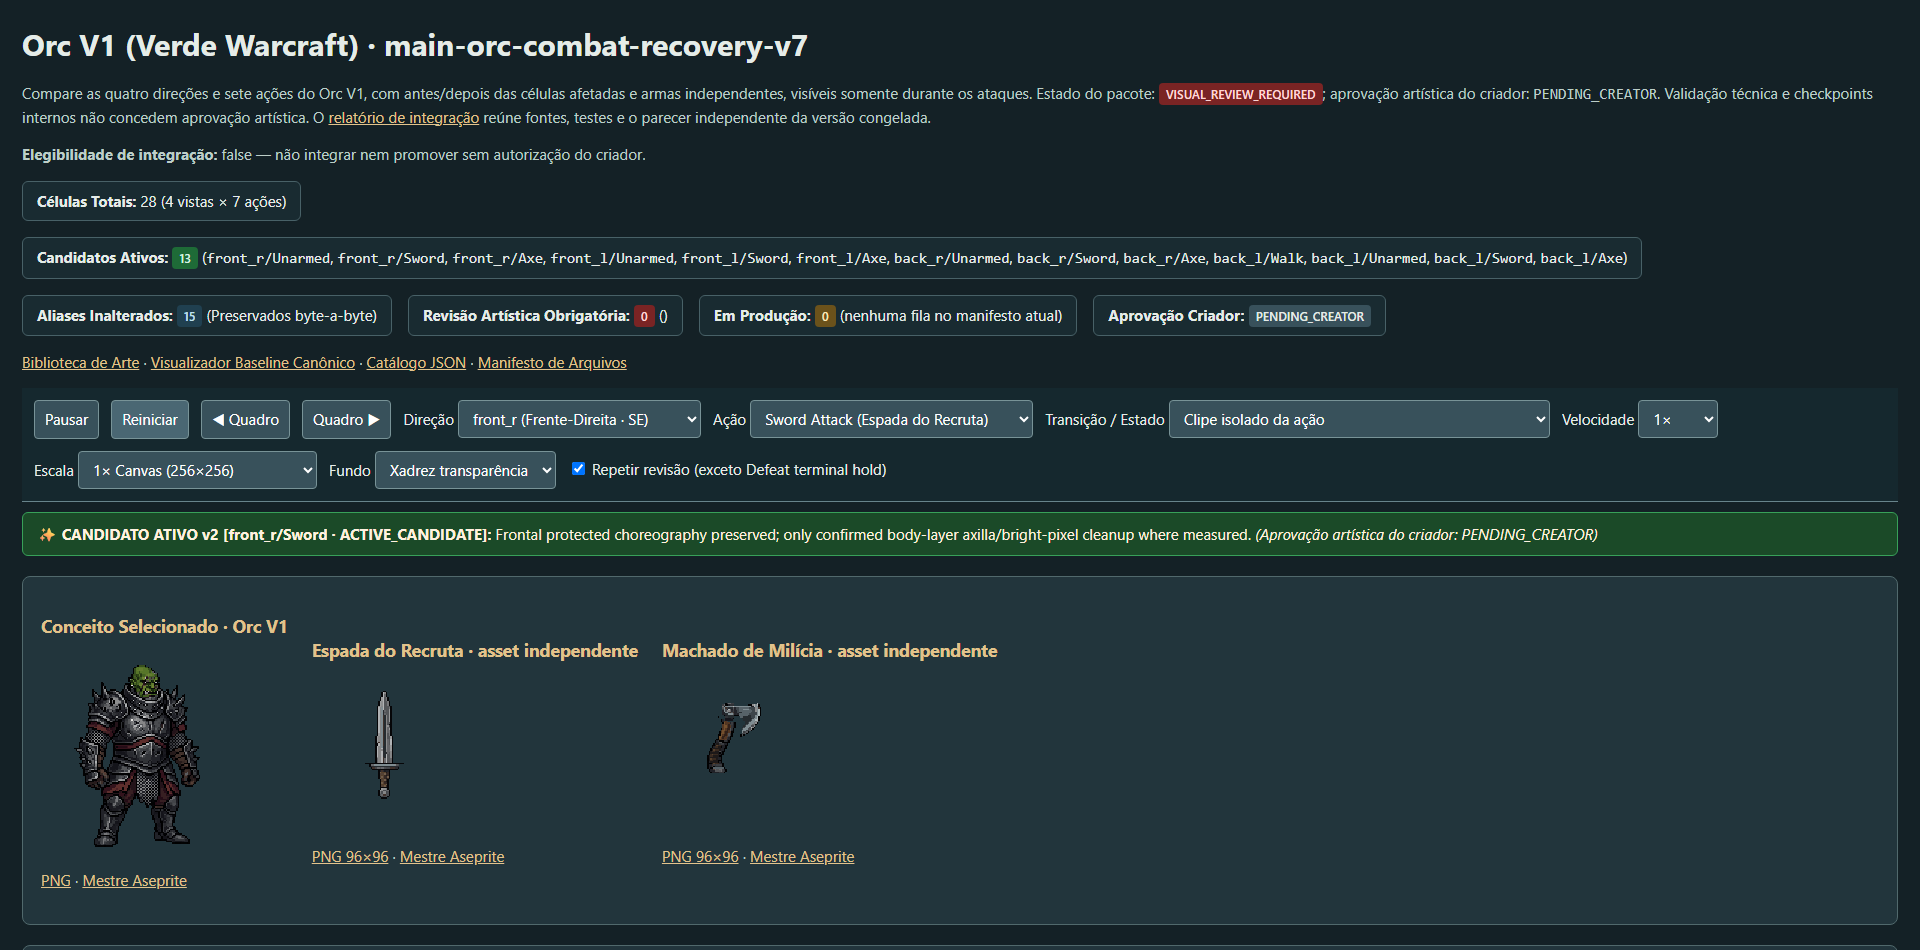 Orc V1 (Verde Warcraft) · main-orc-combat-recovery-v7
Compare as quatro direções e sete ações do Orc V1, com antes/depois das células afetadas e armas independentes, visíveis somente durante os ataques. Estado do pacote: VISUAL_REVIEW_REQUIRED; aprovação artística do criador: PENDING_CREATOR. Validação técnica e checkpoints
internos não concedem aprovação artística. O relatório de integração reúne fontes, testes e o parecer independente da versão congelada.
Elegibilidade de integração: false — não integrar nem promover sem autorização do criador.
Células Totais: 28 (4 vistas × 7 ações)
Candidatos Ativos: 13 (front_r/Unarmed, front_r/Sword, front_r/Axe, front_l/Unarmed, front_l/Sword, front_l/Axe, back_r/Unarmed, back_r/Sword, back_r/Axe, back_l/Walk, back_l/Unarmed, back_l/Sword, back_l/Axe)
Aliases Inalterados: 15 (Preservados byte-a-byte) Revisão Artística Obrigatória: 0 () Em Produção: 0 (nenhuma fila no manifesto atual) Aprovação Criador: PENDING_CREATOR
Biblioteca de Arte · Visualizador Baseline Canônico · Catálogo JSON · Manifesto de Arquivos
Pausar Reiniciar ◀ Quadro Quadro ▶ Direção front_r (Frente-Direita · SE) Ação Sword Attack (Espada do Recruta) Transição / Estado Clipe isolado da ação Velocidade 1×
Escala 1× Canvas (256×256) Fundo Xadrez transparência Repetir revisão (exceto Defeat terminal hold)
✨ CANDIDATO ATIVO v2 [front_r/Sword · ACTIVE_CANDIDATE]: Frontal protected choreography preserved; only confirmed body-layer axilla/bright-pixel cleanup where measured. (Aprovação artística do criador: PENDING_CREATOR)
Conceito Selecionado · Orc V1
Espada do Recruta · asset independente Machado de Milícia · asset independente
PNG 96×96 · Mestre Aseprite PNG 96×96 · Mestre Aseprite
PNG · Mestre Aseprite